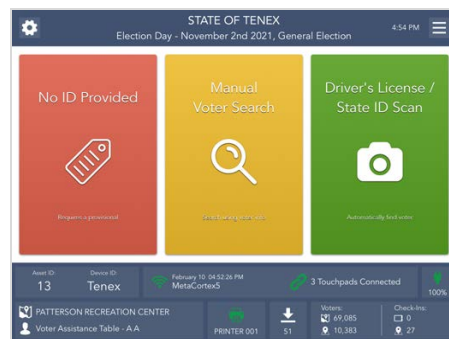 STATE OF TENEX
Election Day - November 2nd 2021, General Election
4:54 PM
No ID Provided
Manual
Voter Search
Driver's License /
State ID Scan
Requires a provisional
Automatically find voter
Asset ID:
13
Device ID:
Tenex
February 10 04:52:26 PM
MetaCortex5
3 Touchpads Connected
100%
PATTERSON RECREATION CENTER
Voter Assistance Table - A A
PRINTER 001
51
Voters:
69,085
10,383
Check-Ins:
0
27